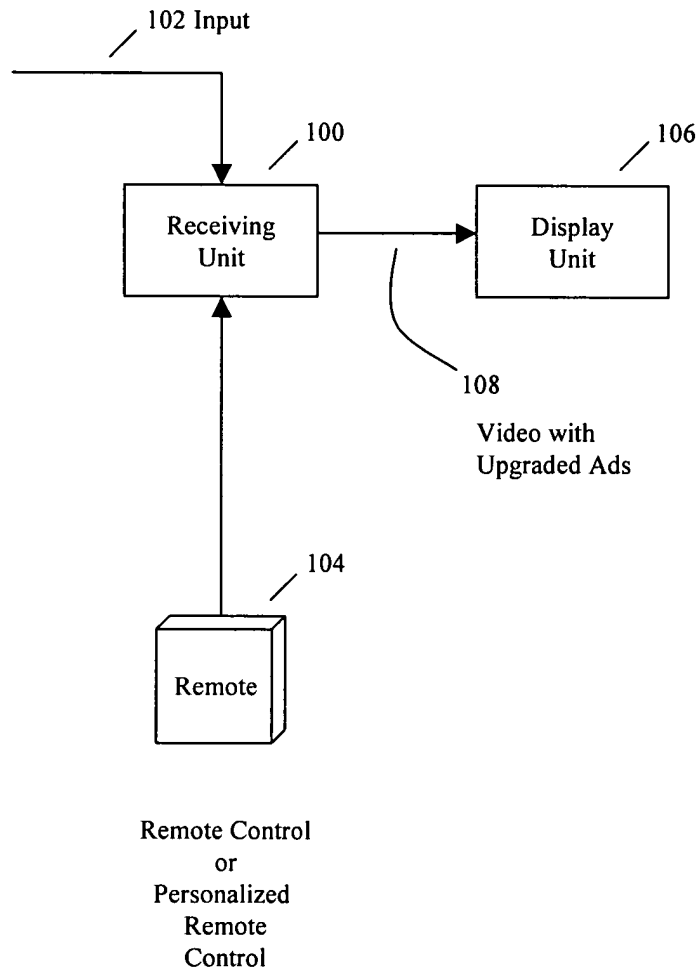 102 Input
100
106
Receiving
Unit
Display
Unit
108
Video with
Upgraded Ads
104
Remote
Remote Control
or
Personalized
Remote
Control